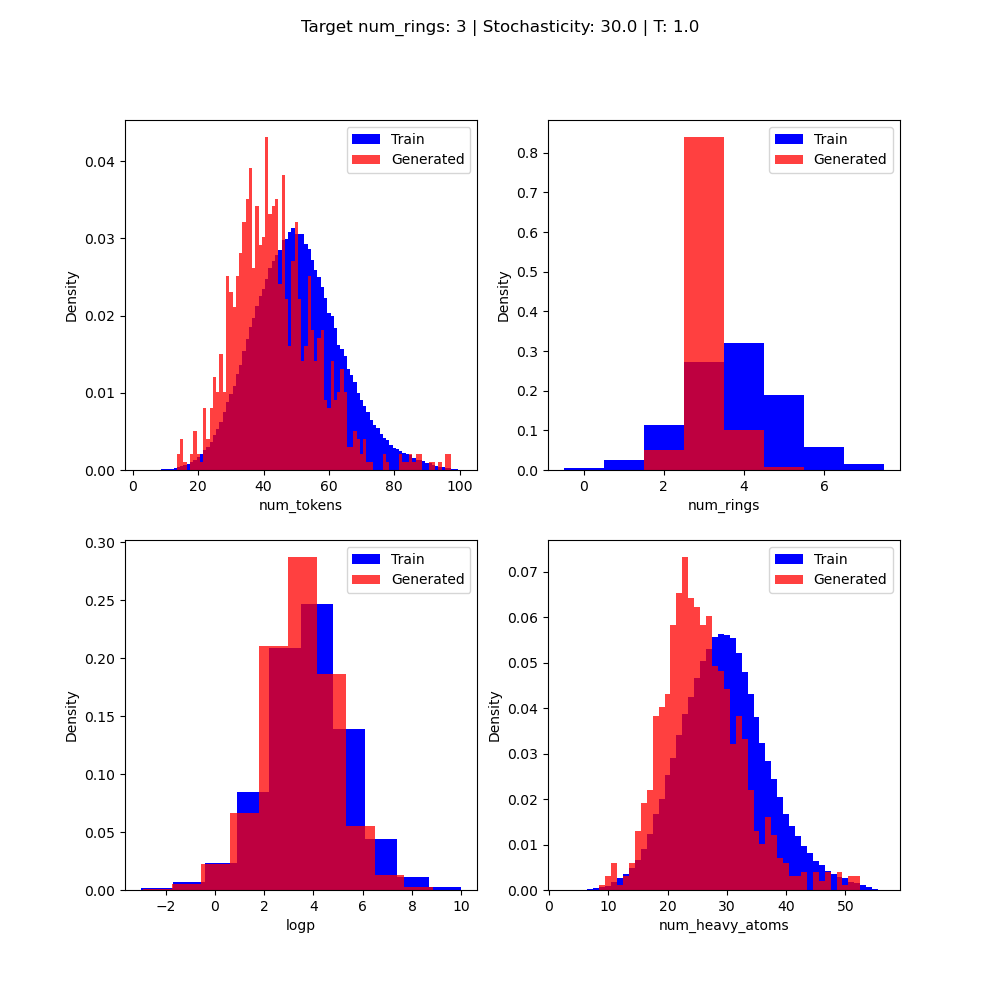 Target num_rings: 3 | Stochasticity: 30.0 | T: 1.0
Train
Generated
Density
0.04
0.03
0.02
0.01
0.00
0 20 40 60 80 100
num_tokens
Train
Generated
Density
0.8
0.7
0.6
0.5
0.4
0.3
0.2
0.1
0.0
0 2 4 6
num_rings
Train
Generated
Density
0.30
0.25
0.20
0.15
0.10
0.05
0.00
−2 0 2 4 6 8 10
logp
Train
Generated
Density
0.07
0.06
0.05
0.04
0.03
0.02
0.01
0.00
0 10 20 30 40 50
num_heavy_atoms